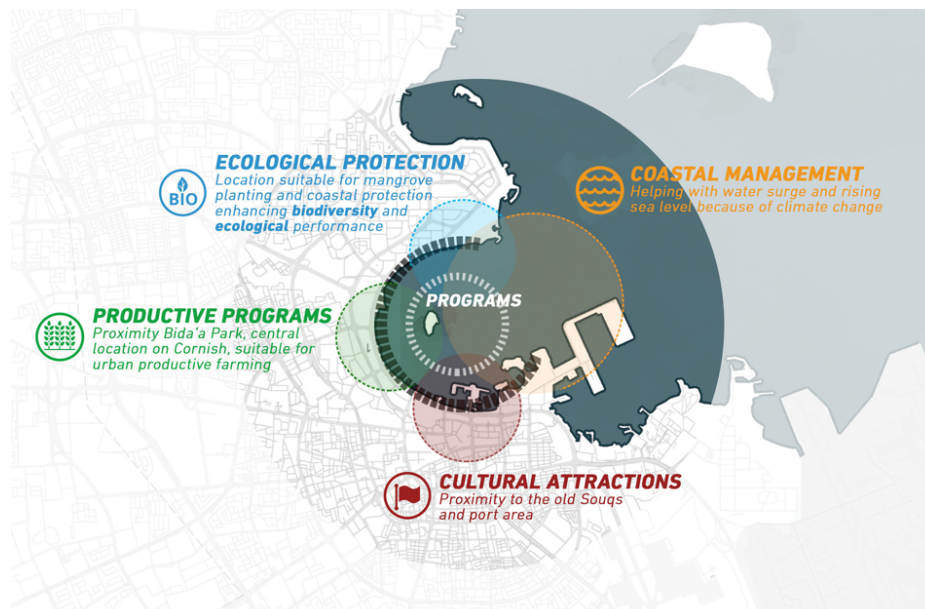 ECOLOGICAL PROTECTION
Location suitable for mangrove
planting and coastal protection
enhancing biodiversity and
ecological performance
BIO
COASTAL MANAGEMENT
Helping with water surge and rising
sea level because of climate change
PROGRAMS
PRODUCTIVE PROGRAMS
Proximity Bida'a Park, central
location on Cornish, suitable for
urban productive farming
CULTURAL ATTRACTIONS
Proximity to the old Souqs
and port area